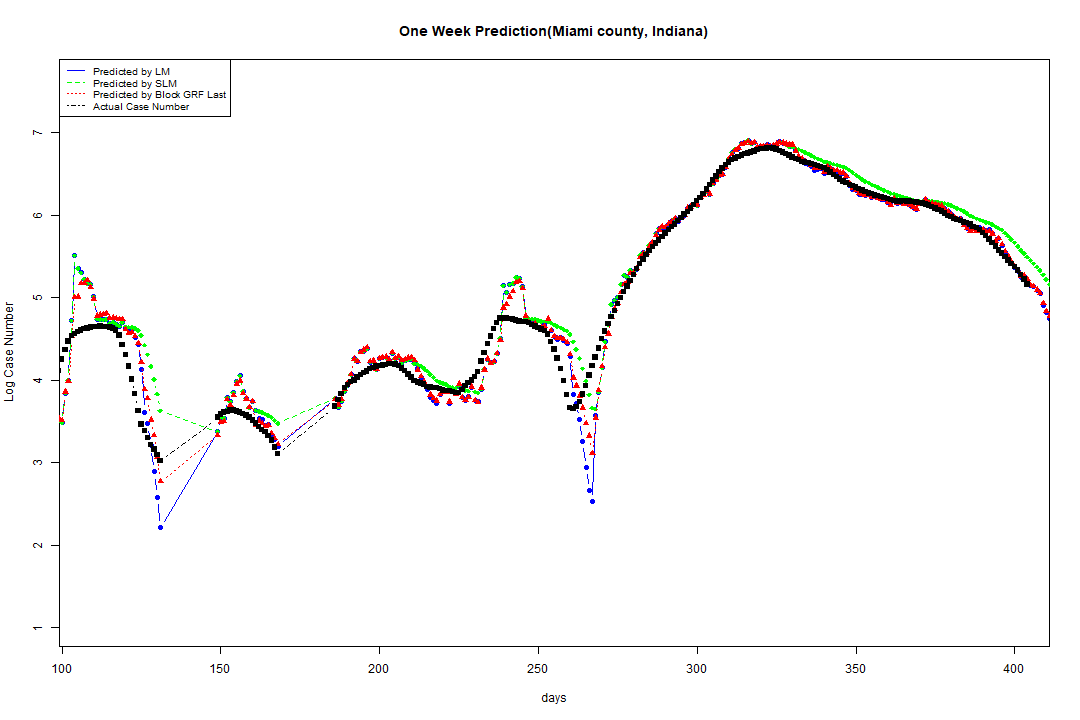 One Week Prediction(Miami county, Indiana)
Predicted by LM
Predicted by SLM
Predicted by Block GRF Last
Actual Case Number
7
6
5
4
3
2
1
Log Case Number
100 150 200 250 300 350 400
days